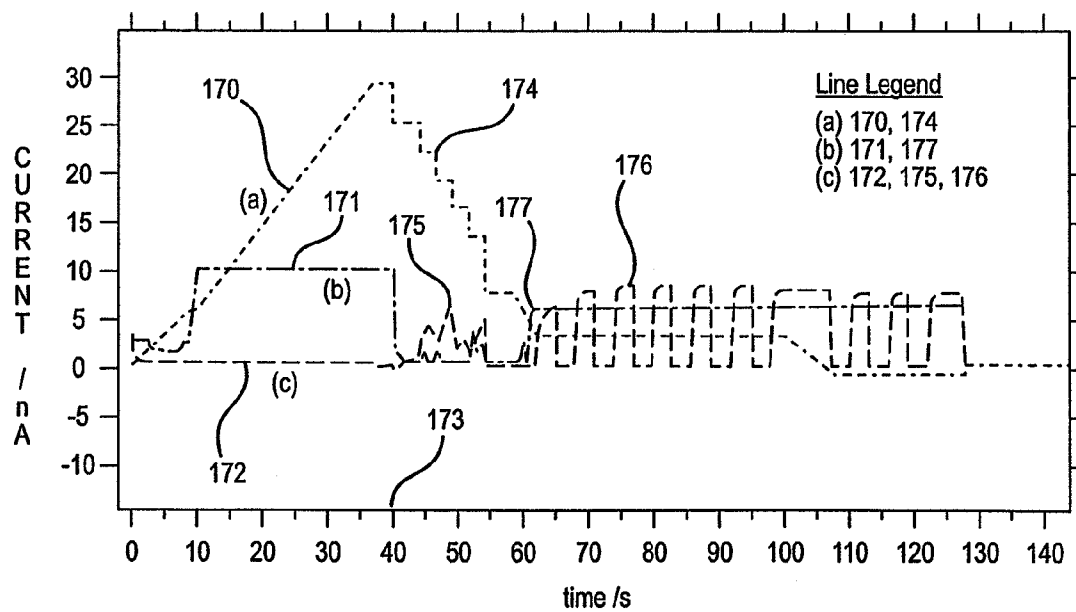 30
25
20
15
10
5
0
-5
-10
CURRENT /nA
170
174
Line Legend
(a) 170, 174
(b) 171, 177
(c) 172, 175, 176
(a)
171
175
177
176
(b)
(c)
172
173
0 10 20 30 40 50 60 70 80 90 100 110 120 130 140
time /s